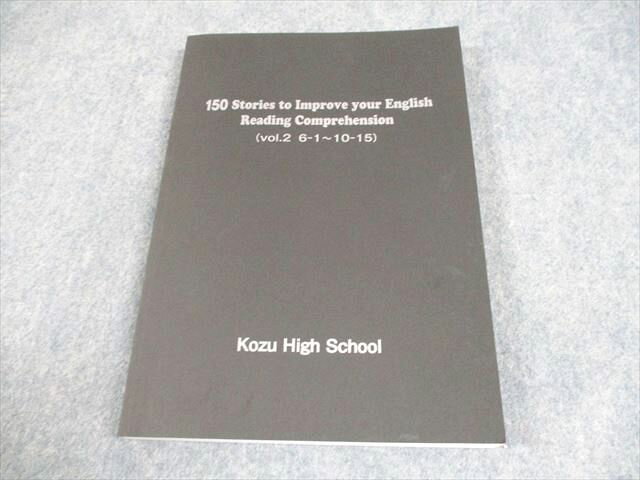 150 Stories to Improve your English
Reading Comprehension
(vol.2 6-1～10-15)
Kozu High School